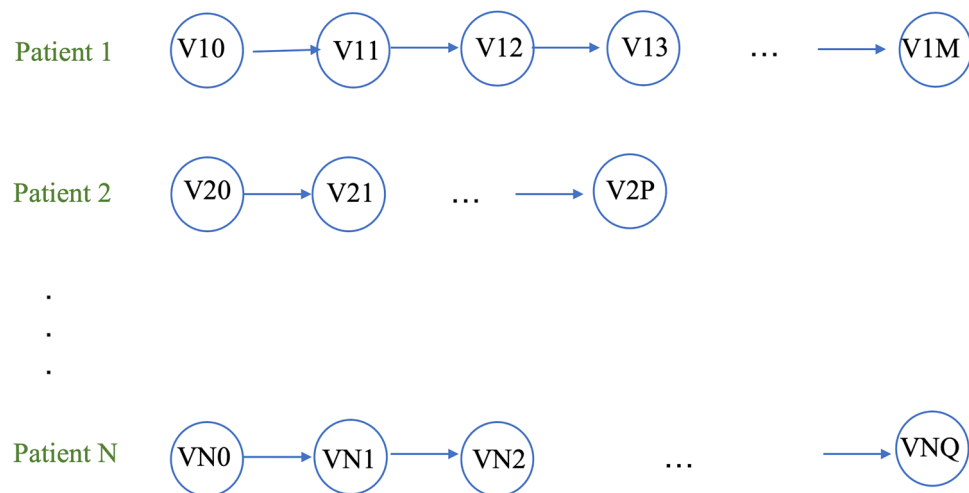 Patient 1 V10 V11 V12 V13 ... V1M
Patient 2 V20 V21 ... V2P
.
.
.
Patient N VN0 VN1 VN2 ... VNQ